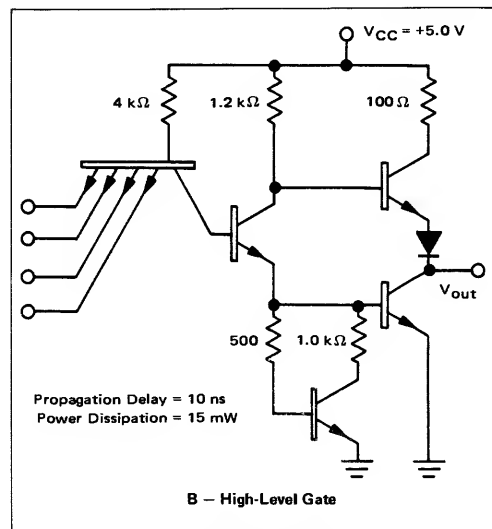 VCC = +5.0 V
4 kΩ
1.2 kΩ
100 Ω
Vout
500
1.0 kΩ
Propagation Delay = 10 ns
Power Dissipation = 15 mW
B — High-Level Gate